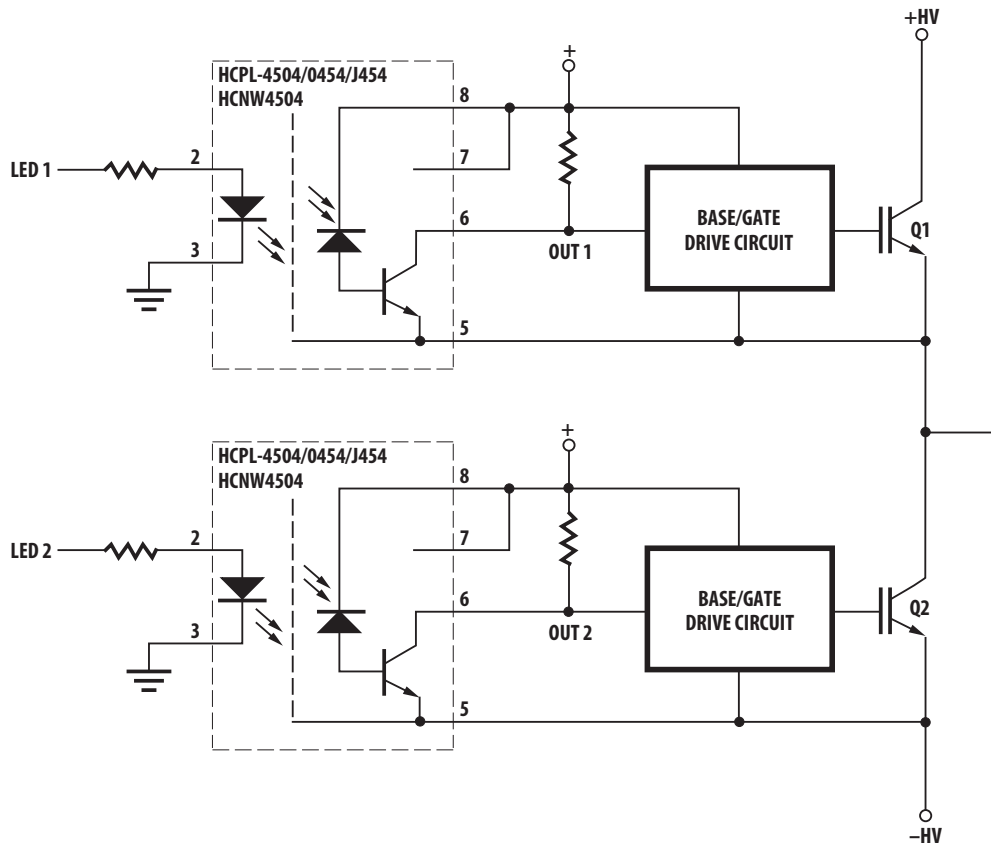 +HV
HCPL-4504/0454/J454
HCNW4504
+
8
LED 1
2
7
BASE/GATE
DRIVE CIRCUIT
6
Q1
OUT 1
3
5
HCPL-4504/0454/J454
HCNW4504
+
8
LED 2
2
7
BASE/GATE
DRIVE CIRCUIT
6
Q2
OUT 2
3
5
–HV